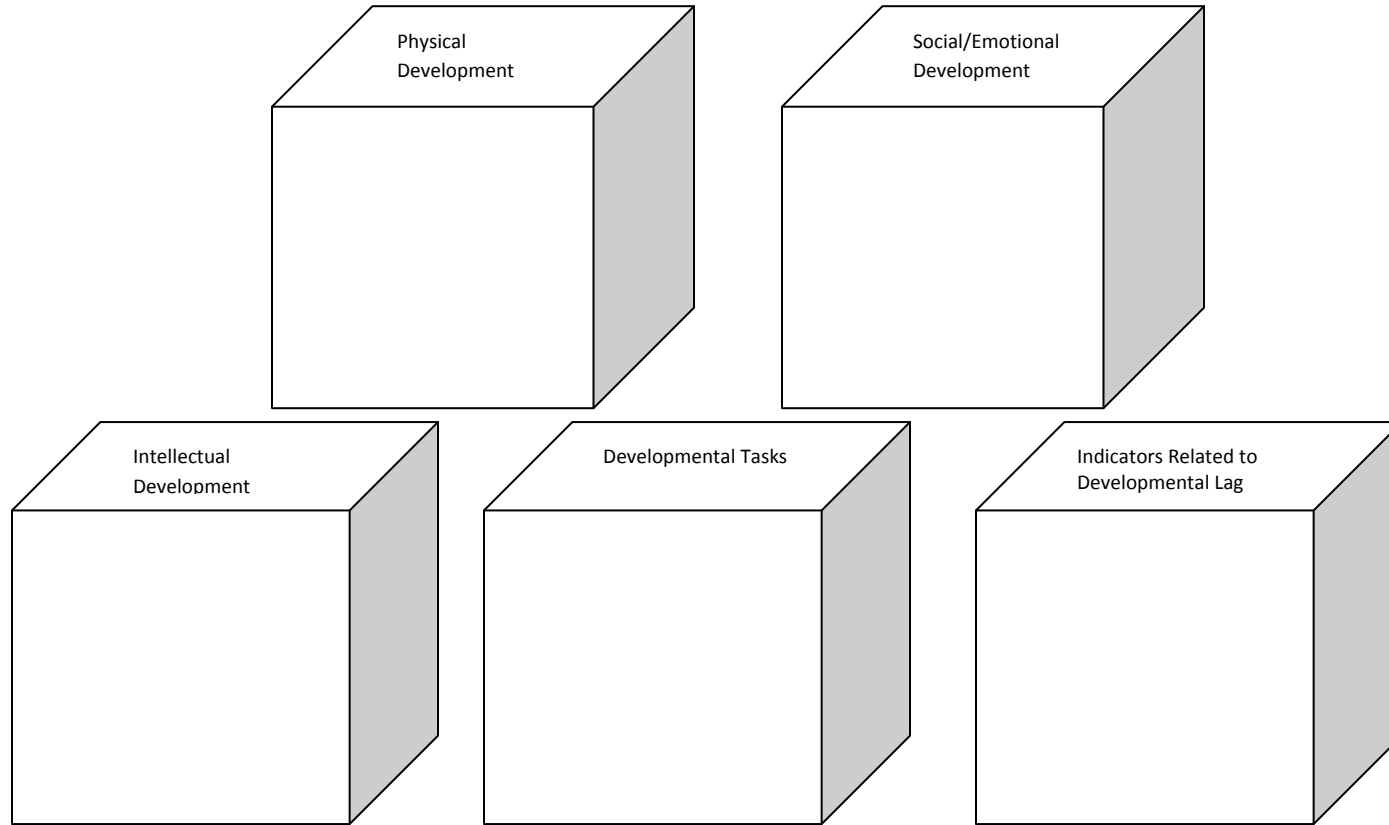 Physical
Development
Social/Emotional
Development
Intellectual
Development
Developmental Tasks
Indicators Related to
Developmental Lag